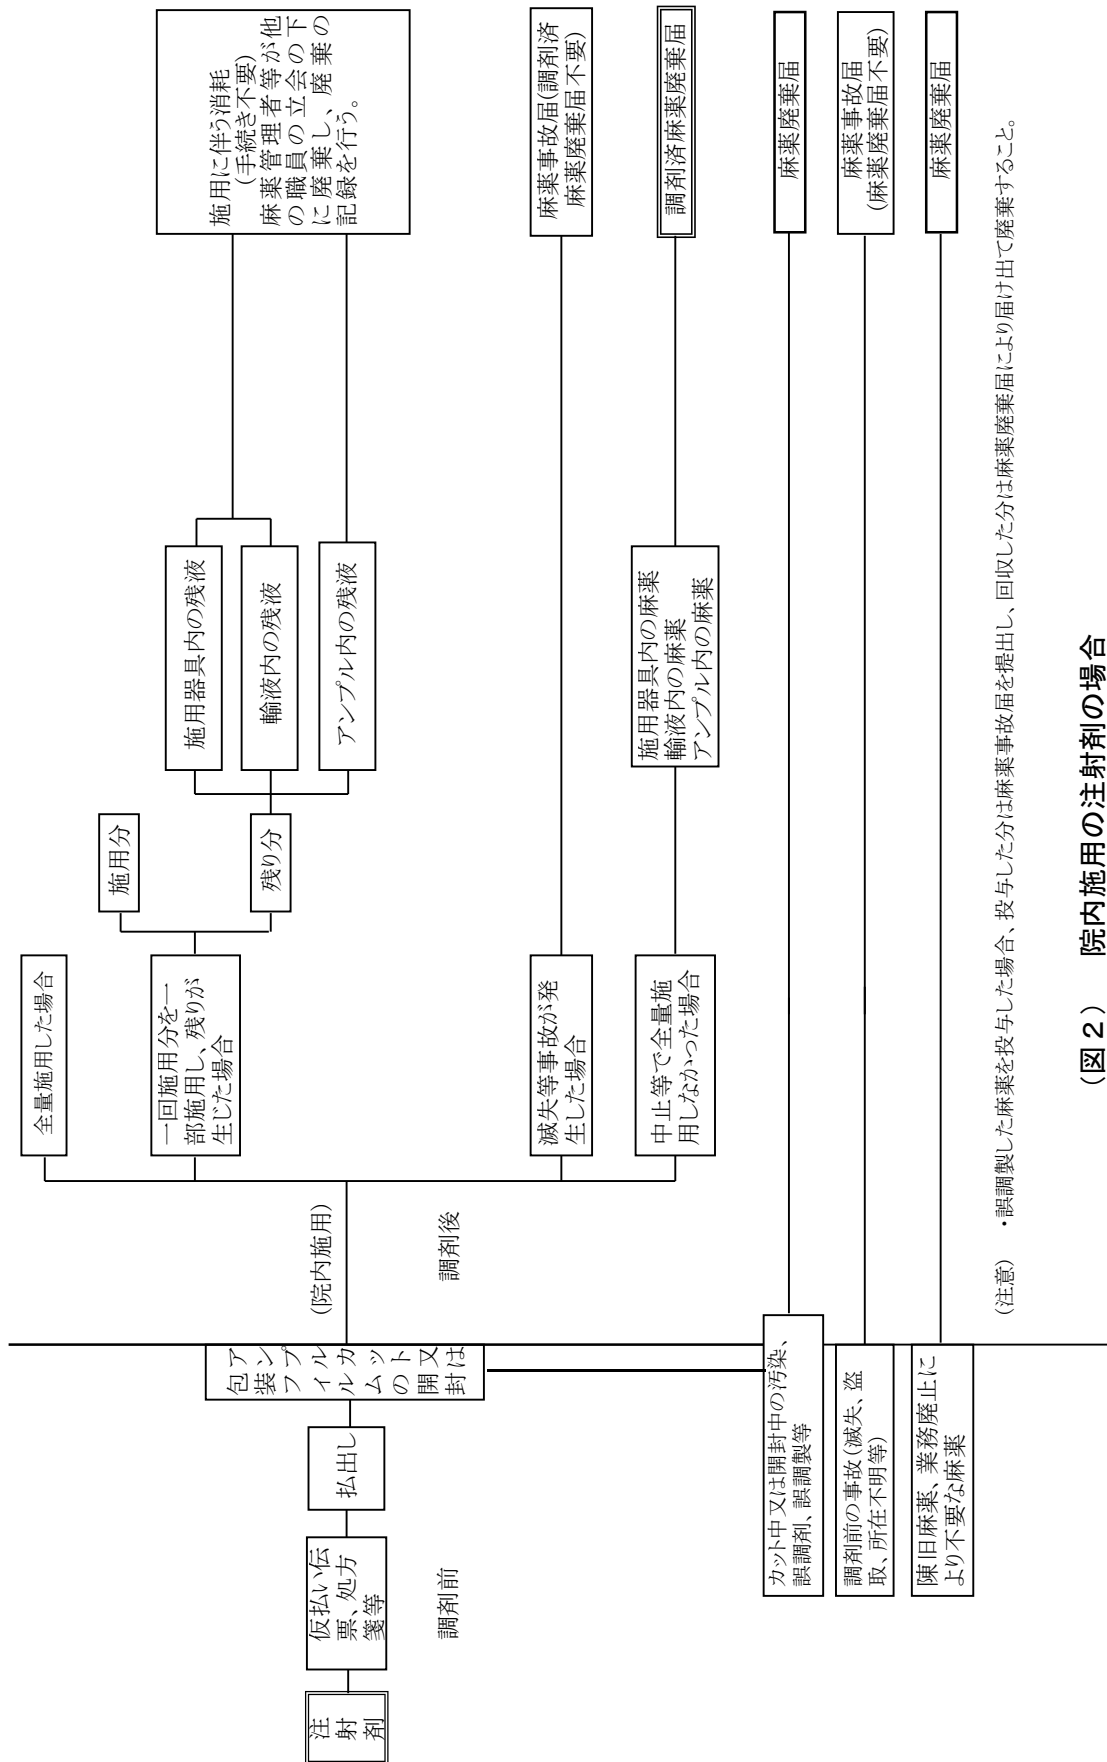 注射
剤
仮払い伝
票、処方
箋等
払出し
アンプルカット又は
包装フィルムの開封
調剤前
(院内施用)
調剤後
全量施用した場合
一回施用分を一
部施用し、残りが
生じた場合
施用分
残り分
施用器具内の残液
輸液内の残液
アンプル内の残液
施用に伴う消耗
(手続き不要)
麻薬管理者等が他
の職員の立会の下
に廃棄し、廃棄の
記録を行う。
滅失等事故が発
生した場合
麻薬事故届(調剤済
麻薬廃棄届不要)
中止等で全量施
用しなかった場合
施用器具内の麻薬
輸液内の麻薬
アンプル内の麻薬
調剤済麻薬廃棄届
カット中又は開封中の汚染、
誤調剤、誤調製等
麻薬廃棄届
調剤前の事故(滅失、盗
取、所在不明等)
麻薬事故届
(麻薬廃棄届不要)
陳旧麻薬、業務廃止に
より不要な麻薬
麻薬廃棄届
(注意) ・誤調製した麻薬を投与した場合、投与した分は麻薬事故届を提出し、回収した分は麻薬廃棄届により届け出て廃棄すること。
(図2) 院内施用の注射剤の場合